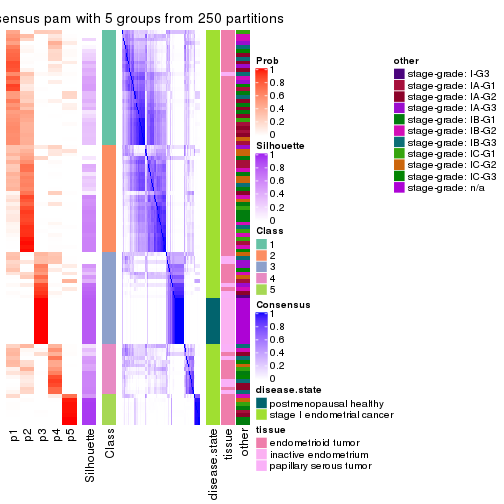 sensus pam with 5 groups from 250 partitions
Prob
1
0.8
0.6
0.4
0.2
0
Silhouette
1
0.8
0.6
0.4
0.2
0
Class
1
2
3
4
5
Consensus
1
0.8
0.6
0.4
0.2
0
disease.state
postmenopausal healthy
stage I endometrial cancer
tissue
endometrioid tumor
inactive endometrium
papillary serous tumor
other
stage-grade: I-G3
stage-grade: IA-G1
stage-grade: IA-G2
stage-grade: IA-G3
stage-grade: IB-G1
stage-grade: IB-G2
stage-grade: IB-G3
stage-grade: IC-G1
stage-grade: IC-G2
stage-grade: IC-G3
stage-grade: n/a
p1
p2
p3
p4
p5
Silhouette
Class
disease.state
tissue
other